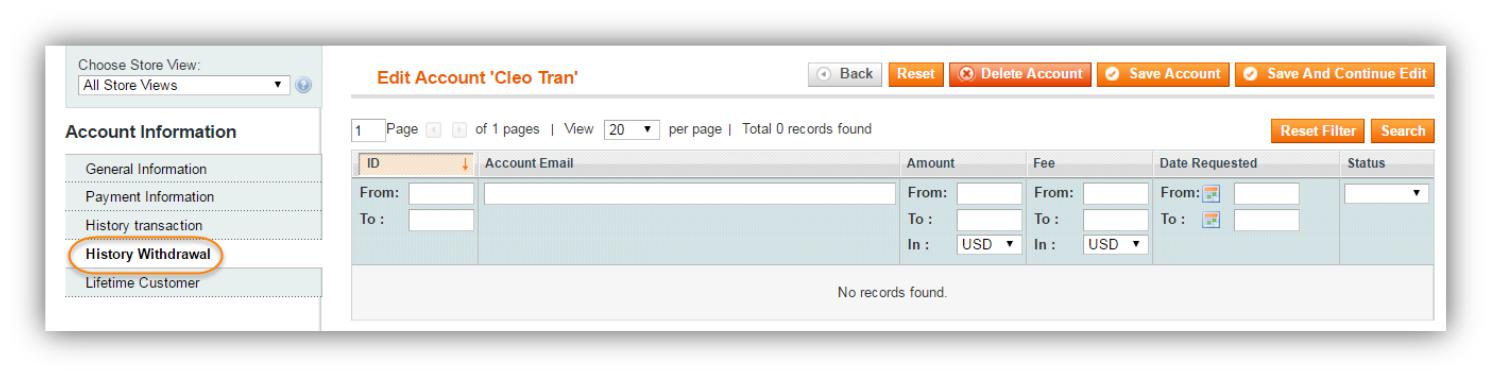 Choose Store View:
All Store Views
Account Information
General Information
Payment Information
History transaction
History Withdrawal
Lifetime Customer
Edit Account 'Cleo Tran'
Back Reset Delete Account Save Account Save And Continue Edit
1 Page of 1 pages | View 20 per page | Total 0 records found
Reset Filter Search
ID Account Email Amount Fee Date Requested Status
From: From: From: From:
To : To : To : To :
In : USD In : USD
No records found.